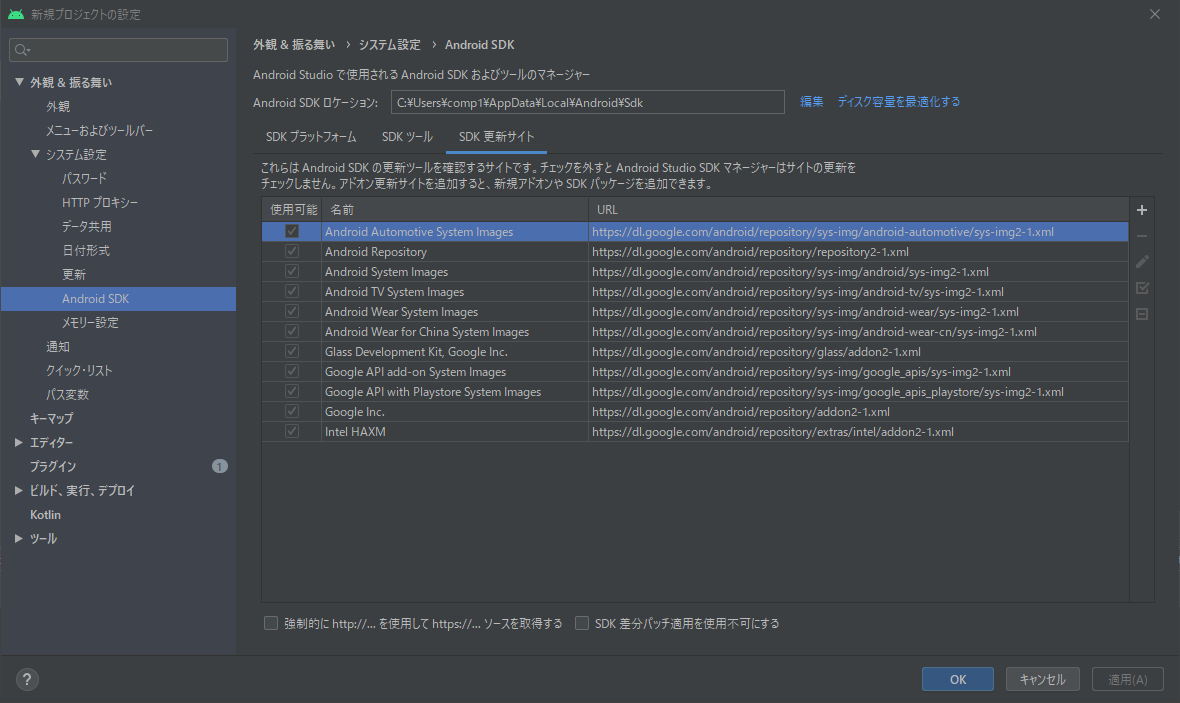 新規プロジェクトの設定
外観 & 振る舞い
外観
メニューおよびツールバー
システム設定
パスワード
HTTP プロキシー
データ共用
日付形式
更新
Android SDK
メモリー設定
通知
クイック・リスト
パス変数
キーマップ
エディター
プラグイン 1
ビルド、実行、デプロイ
Kotlin
ツール
外観 & 振る舞い › システム設定 › Android SDK
Android Studio で使用される Android SDK およびツールのマネージャー
Android SDK ロケーション: C:¥Users¥comp1¥AppData¥Local¥Android¥Sdk 編集 ディスク容量を最適化する
SDK プラットフォーム SDK ツール SDK 更新サイト
これらは Android SDK の更新ツールを確認するサイトです。チェックを外すと Android Studio SDK マネージャーはサイトの更新を
チェックしません。アドオン更新サイトを追加すると、新規アドオンや SDK パッケージを追加できます。
使用可能 名前 URL
Android Automotive System Images https://dl.google.com/android/repository/sys-img/android-automotive/sys-img2-1.xml
Android Repository https://dl.google.com/android/repository/repository2-1.xml
Android System Images https://dl.google.com/android/repository/sys-img/android/sys-img2-1.xml
Android TV System Images https://dl.google.com/android/repository/sys-img/android-tv/sys-img2-1.xml
Android Wear System Images https://dl.google.com/android/repository/sys-img/android-wear/sys-img2-1.xml
Android Wear for China System Images https://dl.google.com/android/repository/sys-img/android-wear-cn/sys-img2-1.xml
Glass Development Kit, Google Inc. https://dl.google.com/android/repository/glass/addon2-1.xml
Google API add-on System Images https://dl.google.com/android/repository/sys-img/google_apis/sys-img2-1.xml
Google API with Playstore System Images https://dl.google.com/android/repository/sys-img/google_apis_playstore/sys-img2-1.xml
Google Inc. https://dl.google.com/android/repository/addon2-1.xml
Intel HAXM https://dl.google.com/android/repository/extras/intel/addon2-1.xml
強制的に http://... を使用して https://... ソースを取得する SDK 差分パッチ適用を使用不可にする
? OK キャンセル 適用(A)